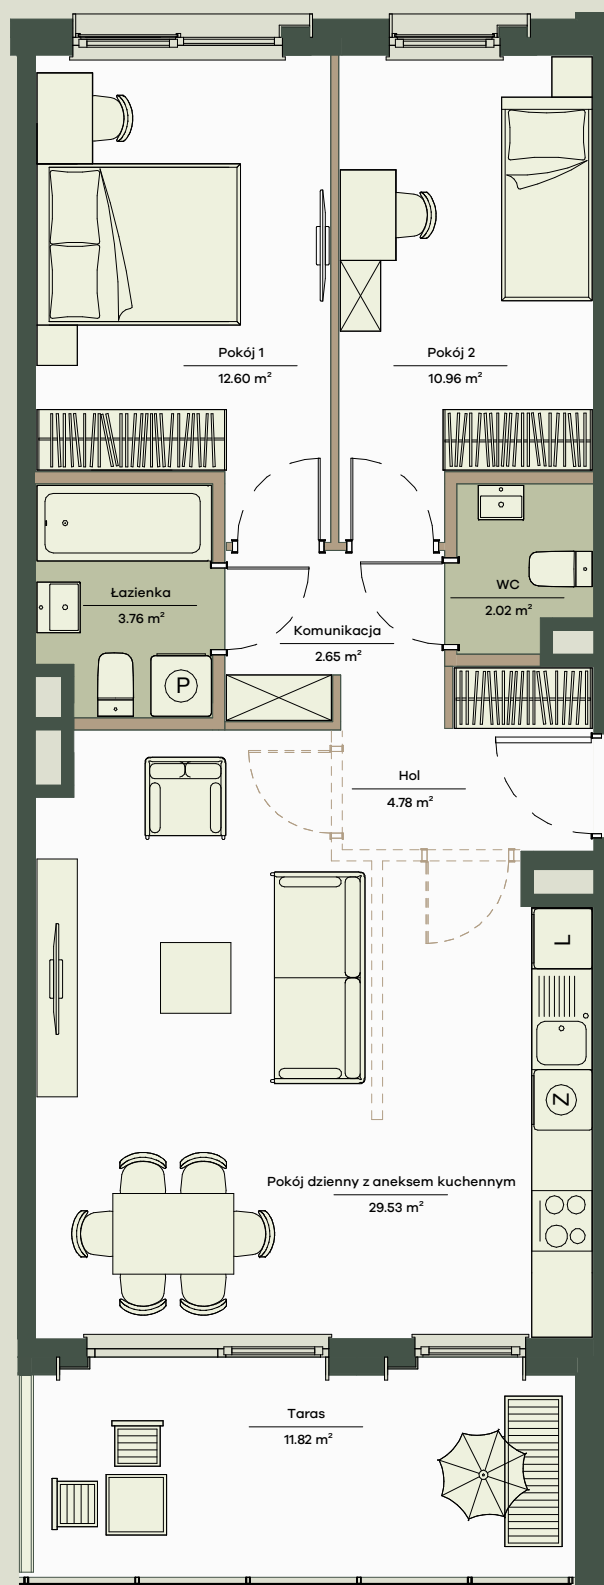 Pokój 1
12.60 m²
Pokój 2
10.96 m²
Łazienka
3.76 m²
WC
2.02 m²
Komunikacja
2.65 m²
P
Hol
4.78 m²
L
Z
Pokój dzienny z aneksem kuchennym
29.53 m²
Taras
11.82 m²